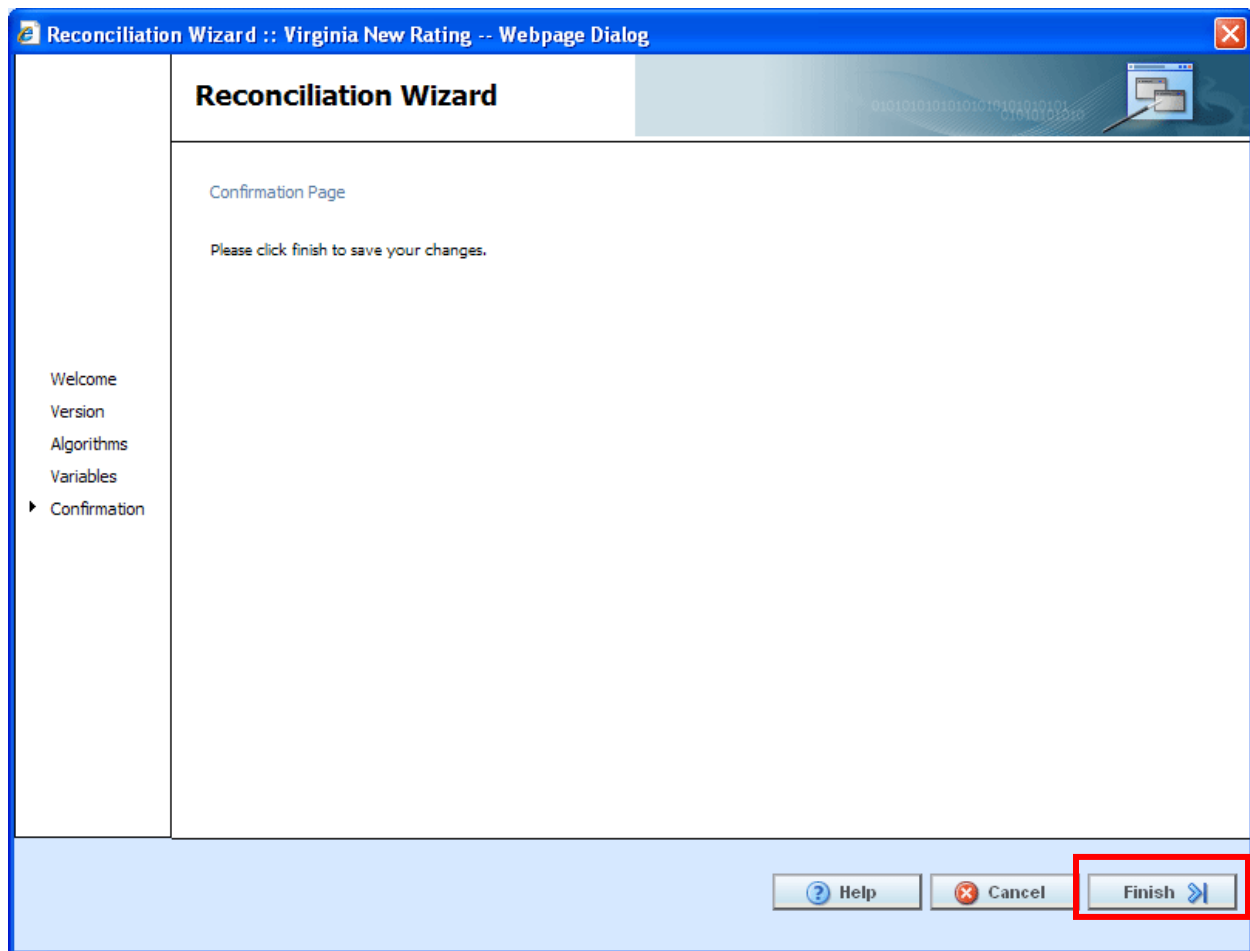 Reconciliation Wizard :: Virginia New Rating -- Webpage Dialog
Reconciliation Wizard
Confirmation Page
Please click finish to save your changes.
Welcome
Version
Algorithms
Variables
Confirmation
Help
Cancel
Finish